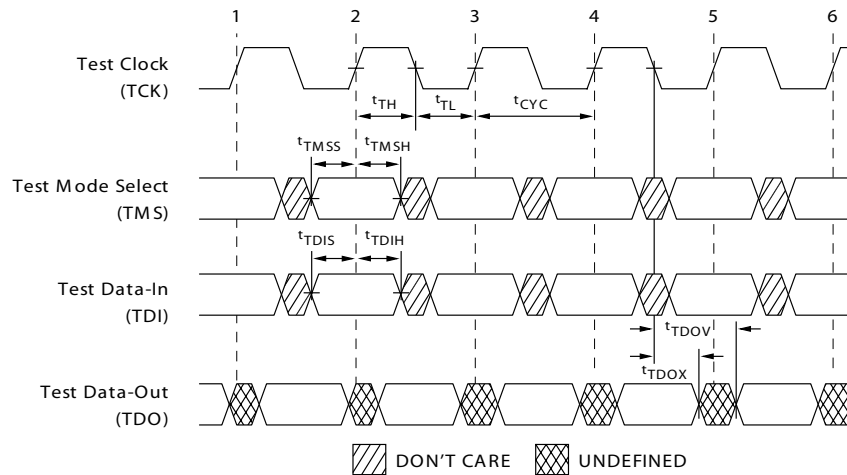 1 2 3 4 5 6
Test Clock
(TCK)
tTH tTL tCYC
tTMSS tTMSH
Test Mode Select
(TMS)
tTDIS tTDIH
Test Data-In
(TDI)
tTDOV
tTDOX
Test Data-Out
(TDO)
DON'T CARE UNDEFINED